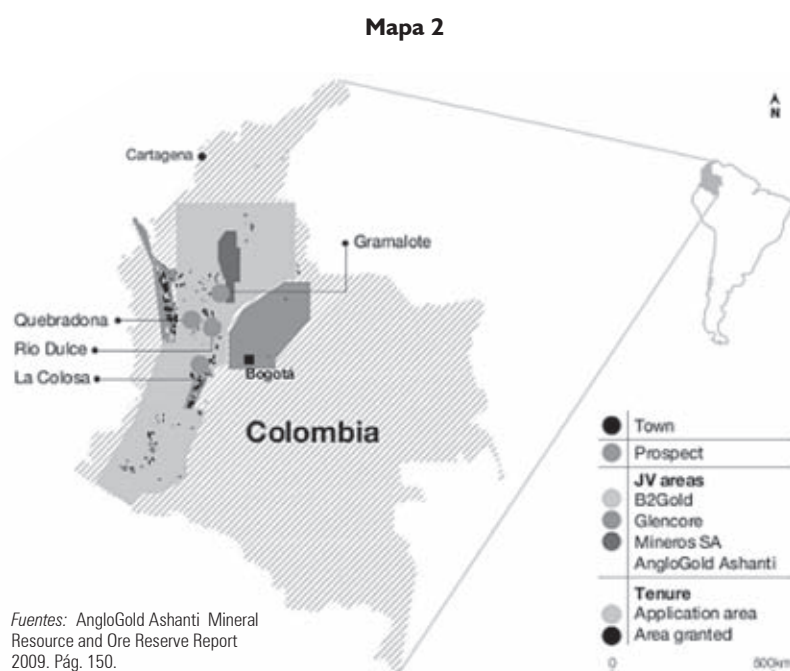 Mapa 2
N
Cartagena
Gramalote
Quebradona
Rio Dulce
La Colosa
Bogotá
Colombia
Town
Prospect
JV areas
B2Gold
Glencore
Mineros SA
AngloGold Ashanti
Tenure
Application area
Area granted
0 500km
Fuentes: AngloGold Ashanti Mineral
Resource and Ore Reserve Report
2009. Pág. 150.